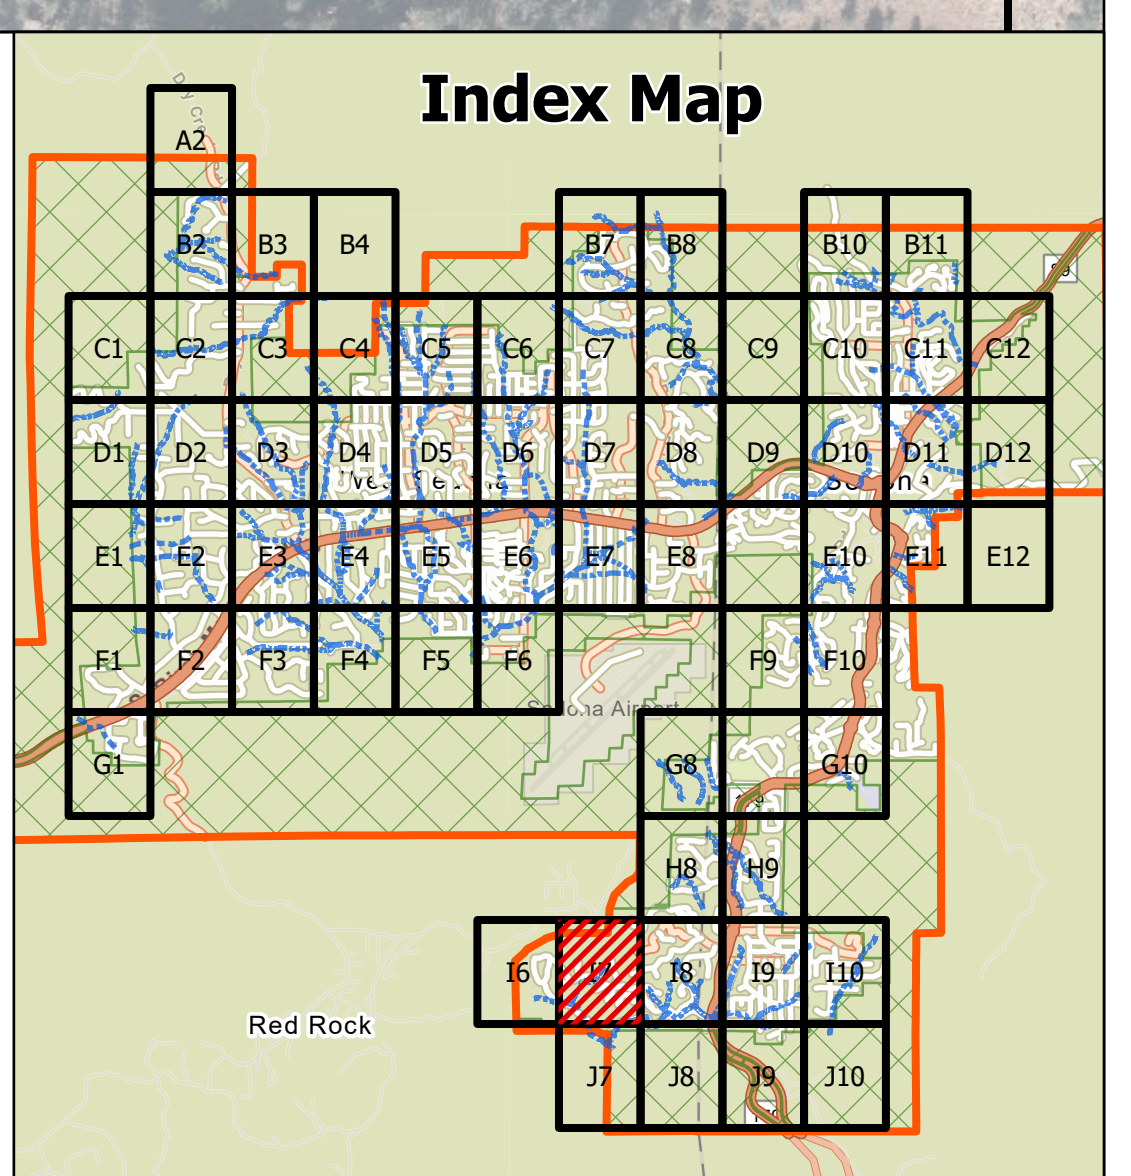 Index Map
A2
B2 B3 B4 B7 B8 B10 B11
C1 C2 C3 C4 C5 C6 C7 C8 C9 C10 C11 C12
D1 D2 D3 D4 D5 D6 D7 D8 D9 D10 D11 D12
E1 E2 E3 E4 E5 E6 E7 E8 E10 E11 E12
F1 F2 F3 F4 F5 F6 F9 F10
Sedona Airport
G1 G8 G10
H8 H9
I6 I7 I8 I9 I10
Red Rock
J7 J8 J9 J10